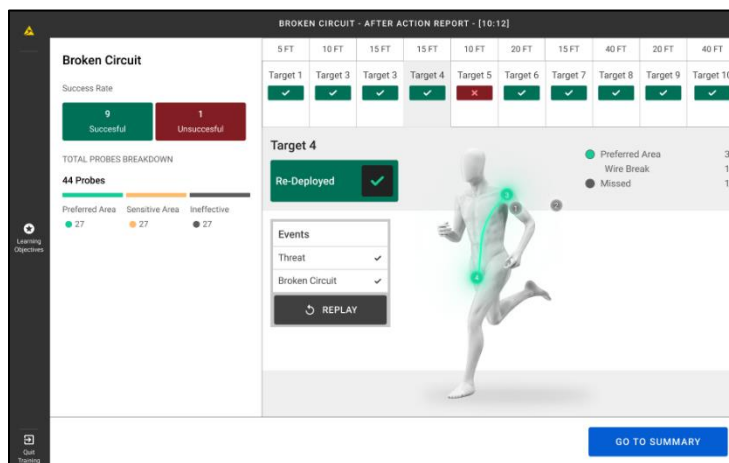 BROKEN CIRCUIT - AFTER ACTION REPORT - [10:12]
Broken Circuit
Success Rate
9
Succesful
1
Unsuccesful
TOTAL PROBES BREAKDOWN
44 Probes
Preferred Area
Sensitive Area
Ineffective
27
27
27
5 FT
10 FT
15 FT
15 FT
10 FT
20 FT
15 FT
40 FT
20 FT
40 FT
Target 1
Target 3
Target 3
Target 4
Target 5
Target 6
Target 7
Target 8
Target 9
Target 10
Target 4
Re-Deployed
Preferred Area 3
Wire Break 1
Missed 1
Events
Threat
Broken Circuit
REPLAY
3
1
2
4
Learning
Objectives
Quit
Training
GO TO SUMMARY